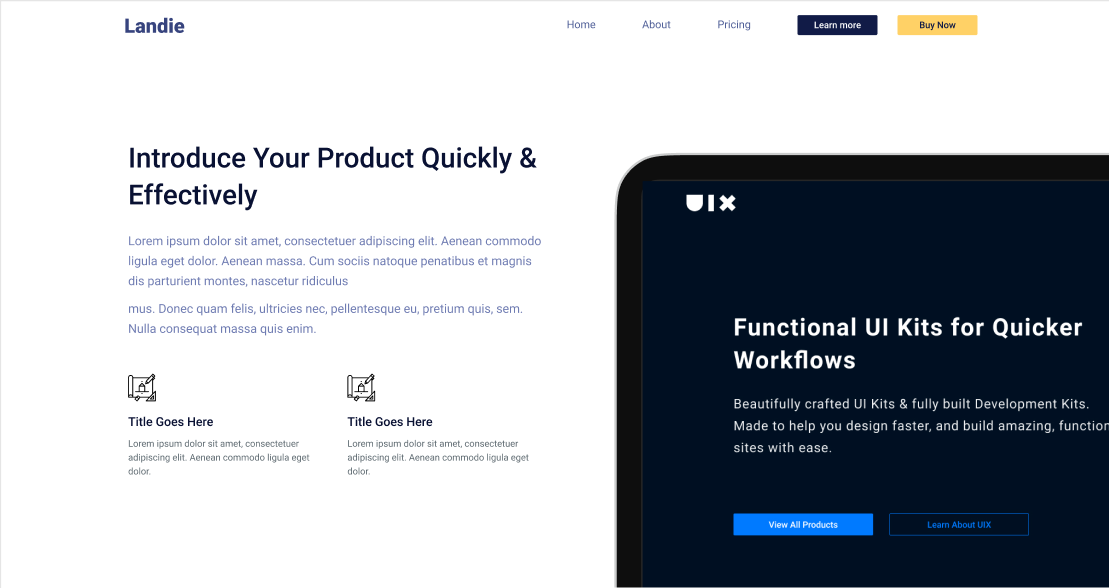 Landie
Home
About
Pricing
Learn more
Buy Now
Introduce Your Product Quickly &
Effectively
Lorem ipsum dolor sit amet, consectetuer adipiscing elit. Aenean commodo
ligula eget dolor. Aenean massa. Cum sociis natoque penatibus et magnis
dis parturient montes, nascetur ridiculus
mus. Donec quam felis, ultricies nec, pellentesque eu, pretium quis, sem.
Nulla consequat massa quis enim.
Title Goes Here
Lorem ipsum dolor sit amet, consectetuer
adipiscing elit. Aenean commodo ligula eget
dolor.
Title Goes Here
Lorem ipsum dolor sit amet, consectetuer
adipiscing elit. Aenean commodo ligula eget
dolor.
UIX
Functional UI Kits for Quicker
Workflows
Beautifully crafted UI Kits & fully built Development Kits.
Made to help you design faster, and build amazing, function
sites with ease.
View All Products
Learn About UIX